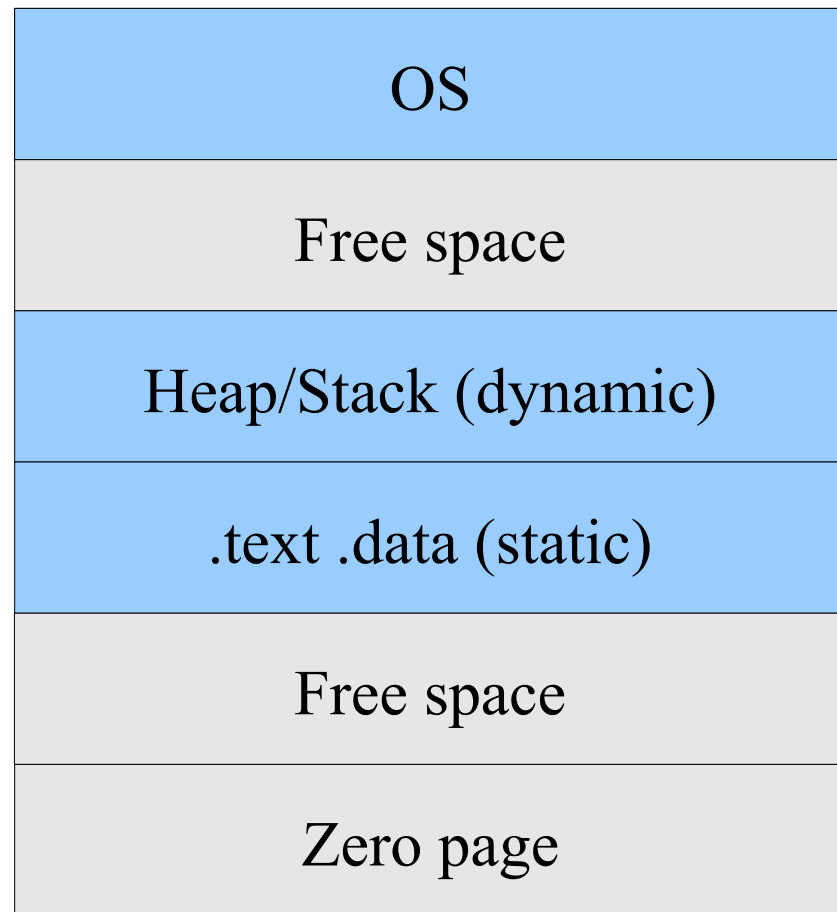 OS
Free space
Heap/Stack (dynamic)
.text .data (static)
Free space
Zero page